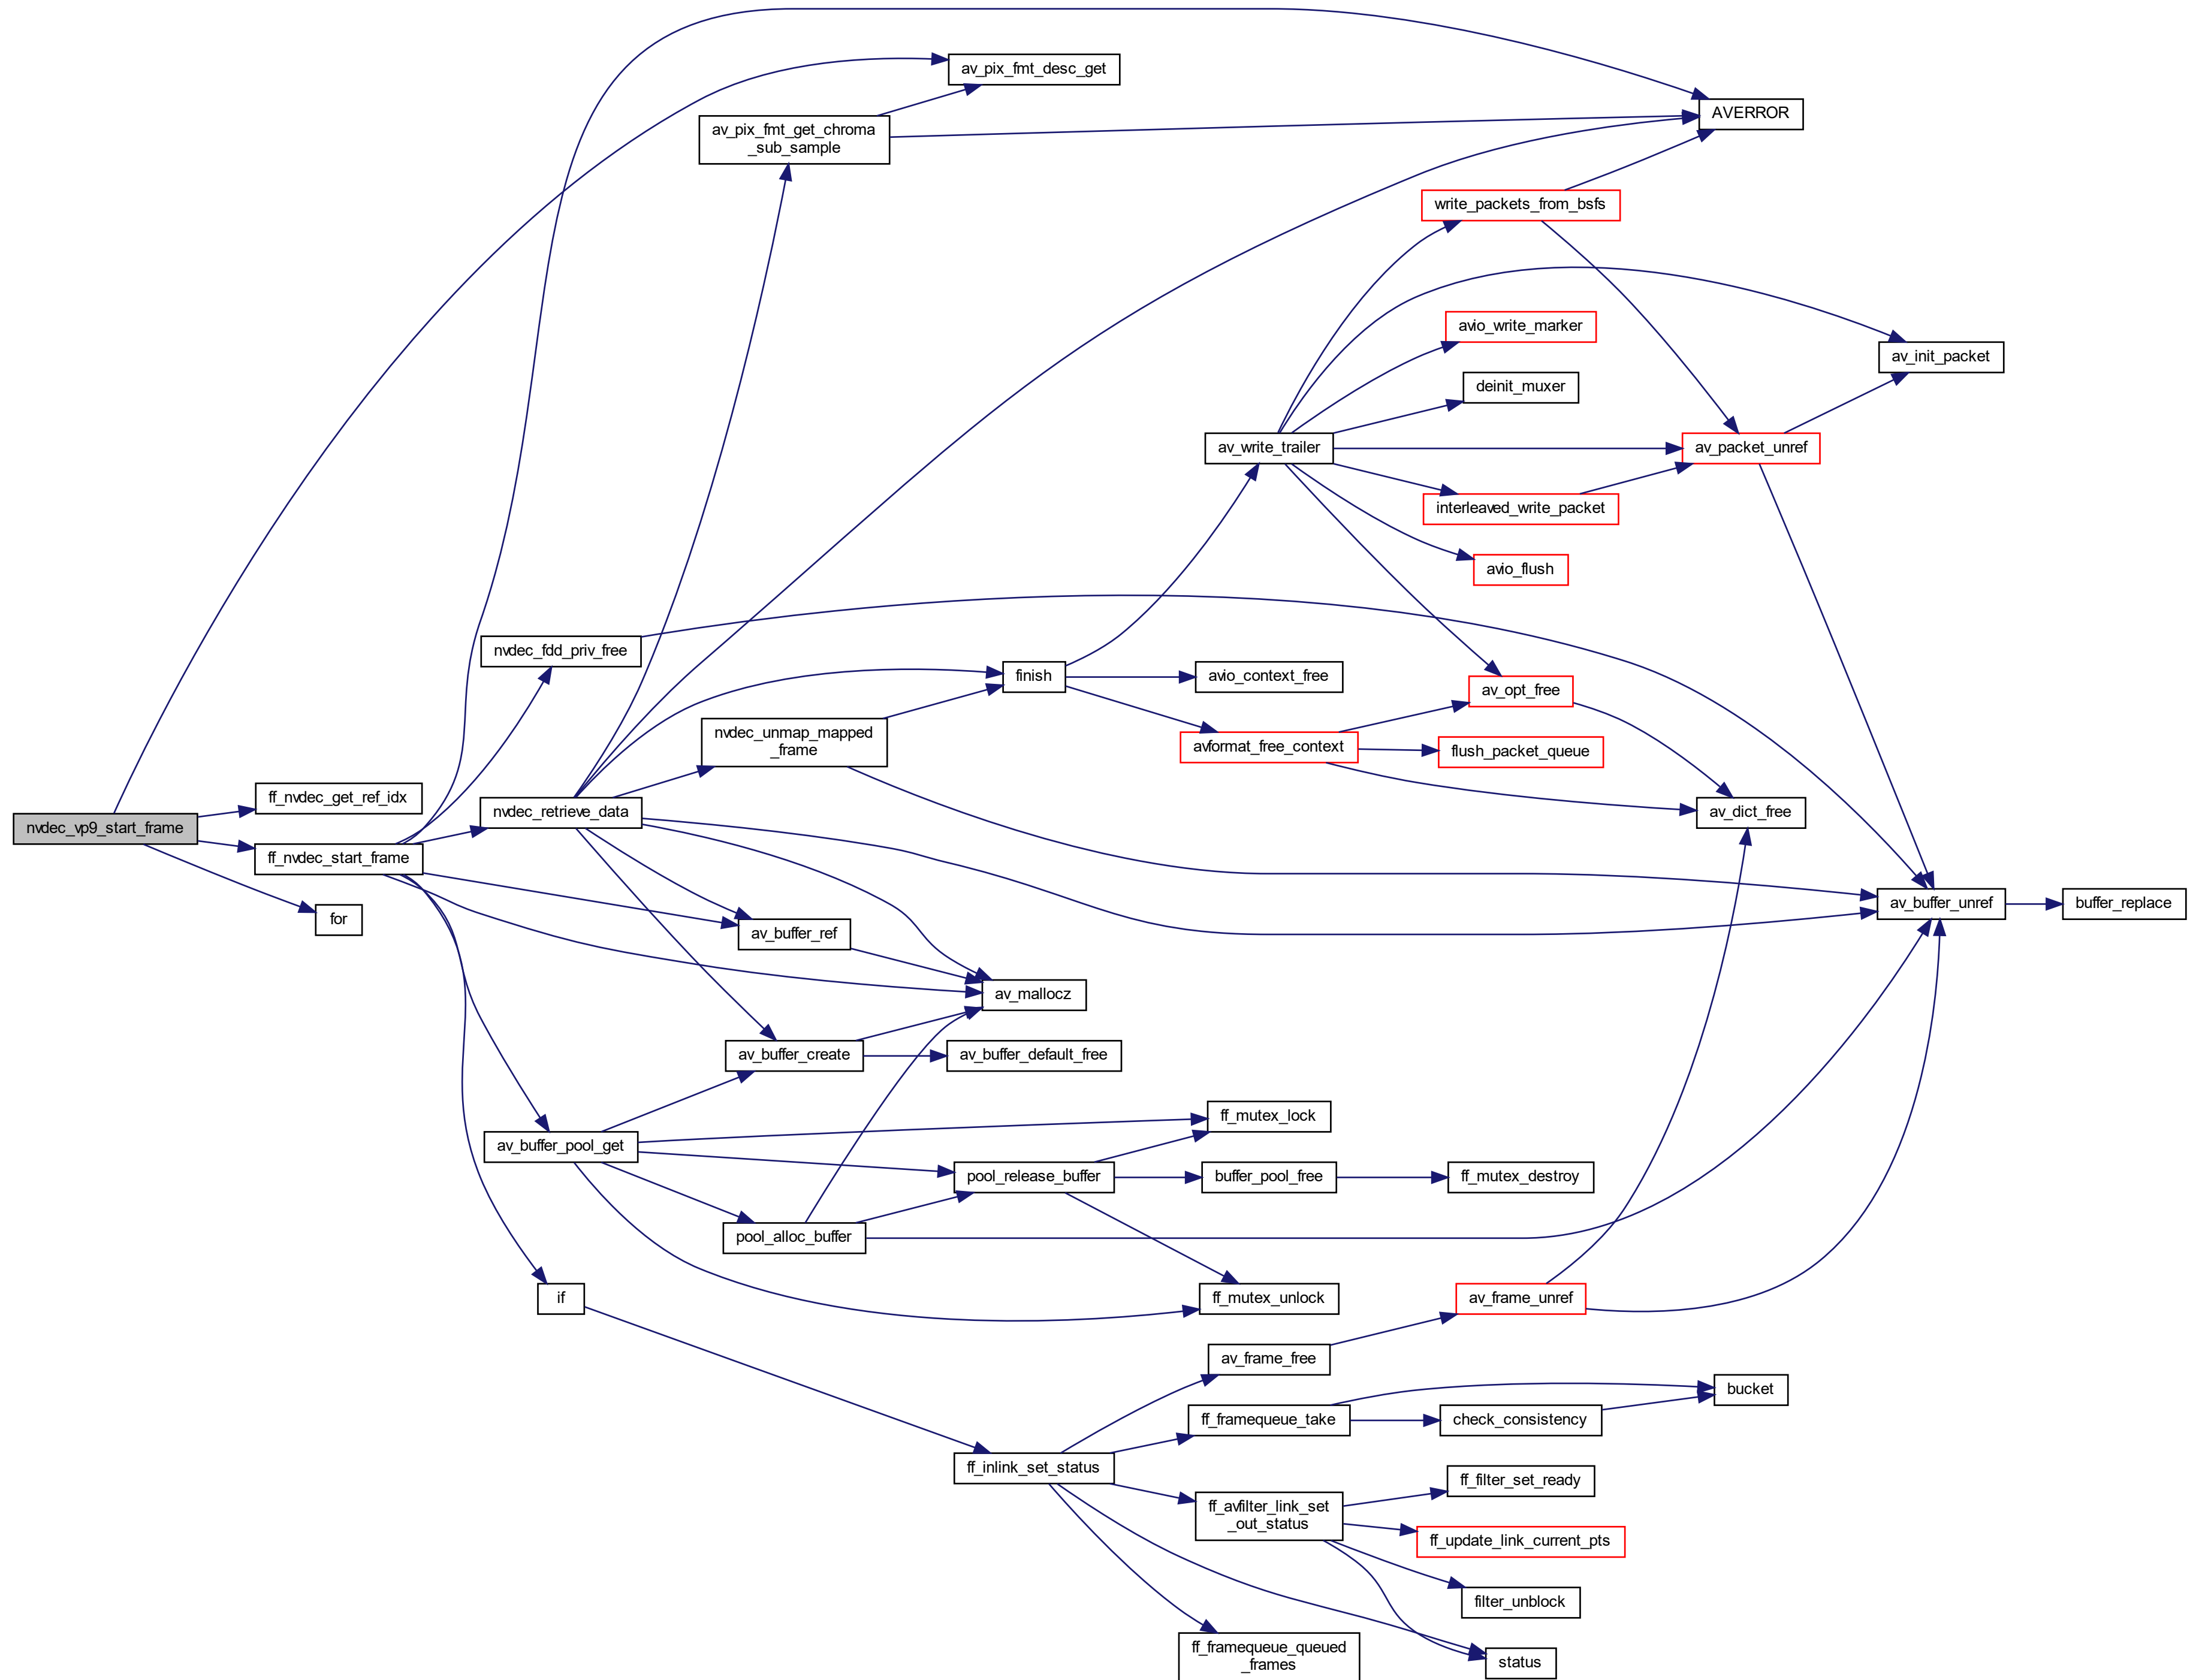 nvdec_vp9_start_frame
av_pix_fmt_desc_get
ff_nvdec_get_ref_idx
ff_nvdec_start_frame
for
AVERROR
nvdec_fdd_priv_free
nvdec_retrieve_data
av_buffer_ref
av_mallocz
av_buffer_pool_get
if
av_pix_fmt_get_chroma
_sub_sample
nvdec_unmap_mapped
_frame
finish
av_buffer_create
av_buffer_default_free
av_buffer_unref
buffer_replace
av_write_trailer
avio_context_free
avformat_free_context
write_packets_from_bsfs
avio_write_marker
deinit_muxer
av_init_packet
av_packet_unref
interleaved_write_packet
avio_flush
av_opt_free
flush_packet_queue
av_dict_free
ff_mutex_lock
pool_release_buffer
buffer_pool_free
ff_mutex_destroy
pool_alloc_buffer
ff_mutex_unlock
ff_inlink_set_status
av_frame_free
av_frame_unref
ff_framequeue_take
check_consistency
bucket
ff_avfilter_link_set
_out_status
ff_filter_set_ready
ff_update_link_current_pts
filter_unblock
status
ff_framequeue_queued
_frames